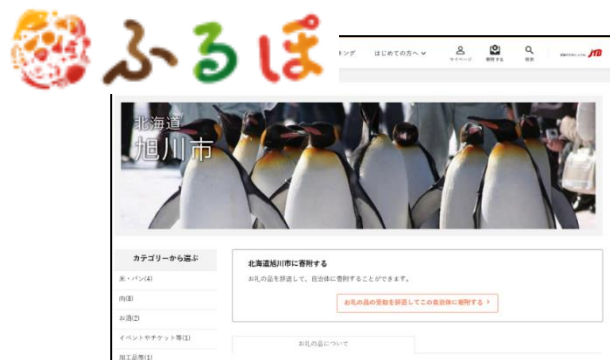 ふるぽ
キング はじめての方へ マイページ 寄附する 検索 JTB
北海道
旭川市
カテゴリーから選ぶ
米・パン(4)
肉(8)
お酒(2)
イベントやチケット等(1)
加工品等(1)
北海道旭川市に寄附する
お礼の品を辞退して、自治体に寄附することができます。
お礼の品の受取を辞退してこの自治体に寄附する >
お礼の品について